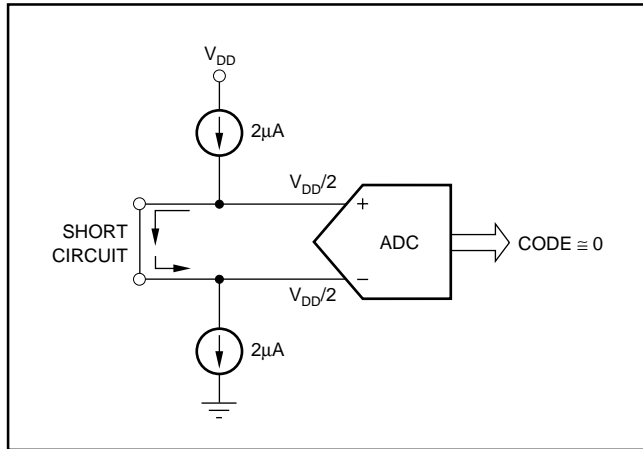 V_DD
2μA
V_DD/2
+
SHORT
CIRCUIT
ADC
CODE ≅ 0
−
V_DD/2
2μA